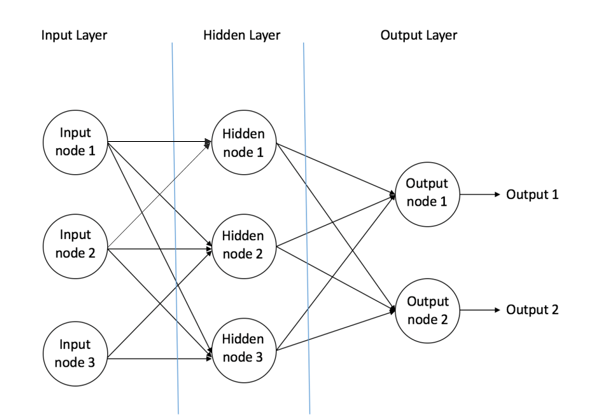 Input Layer
Hidden Layer
Output Layer
Input
node 1
Hidden
node 1
Output
node 1
Output 1
Input
node 2
Hidden
node 2
Output
node 2
Output 2
Input
node 3
Hidden
node 3